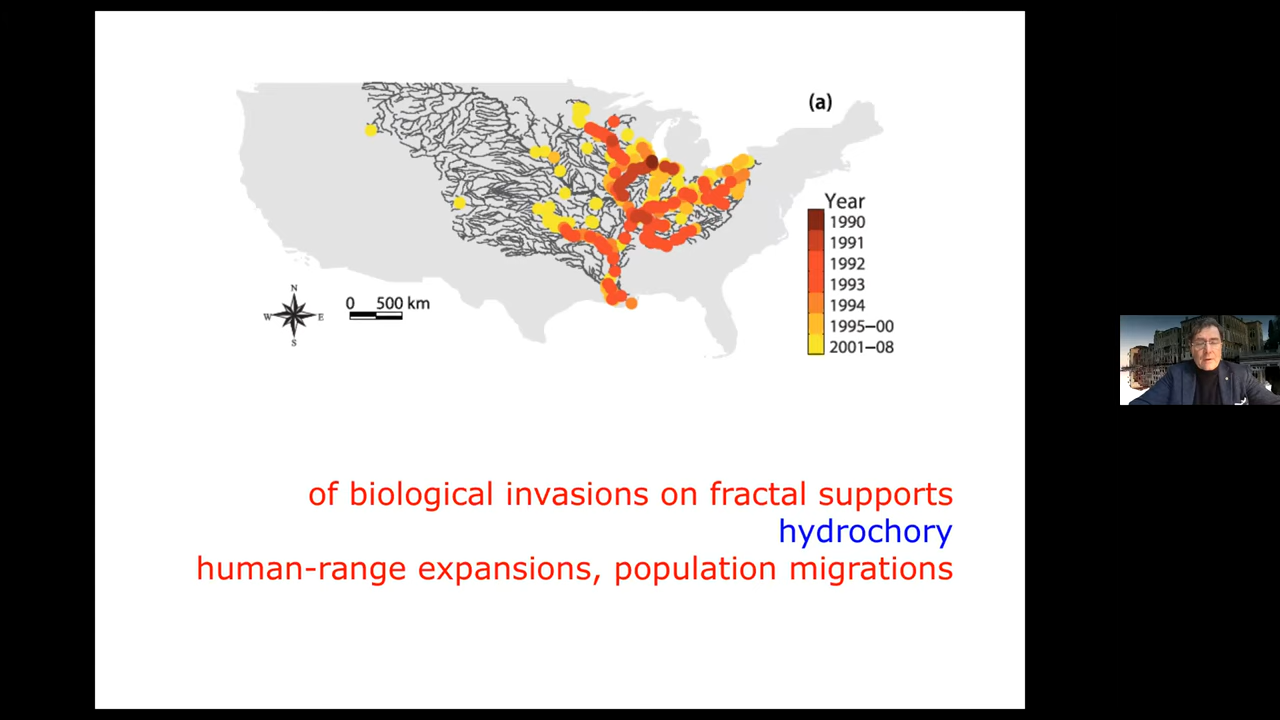 (a)
Year
1990
1991
1992
1993
1994
1995–00
2001–08
N
W E
S
0 500 km
of biological invasions on fractal supports
hydrochory
human-range expansions, population migrations